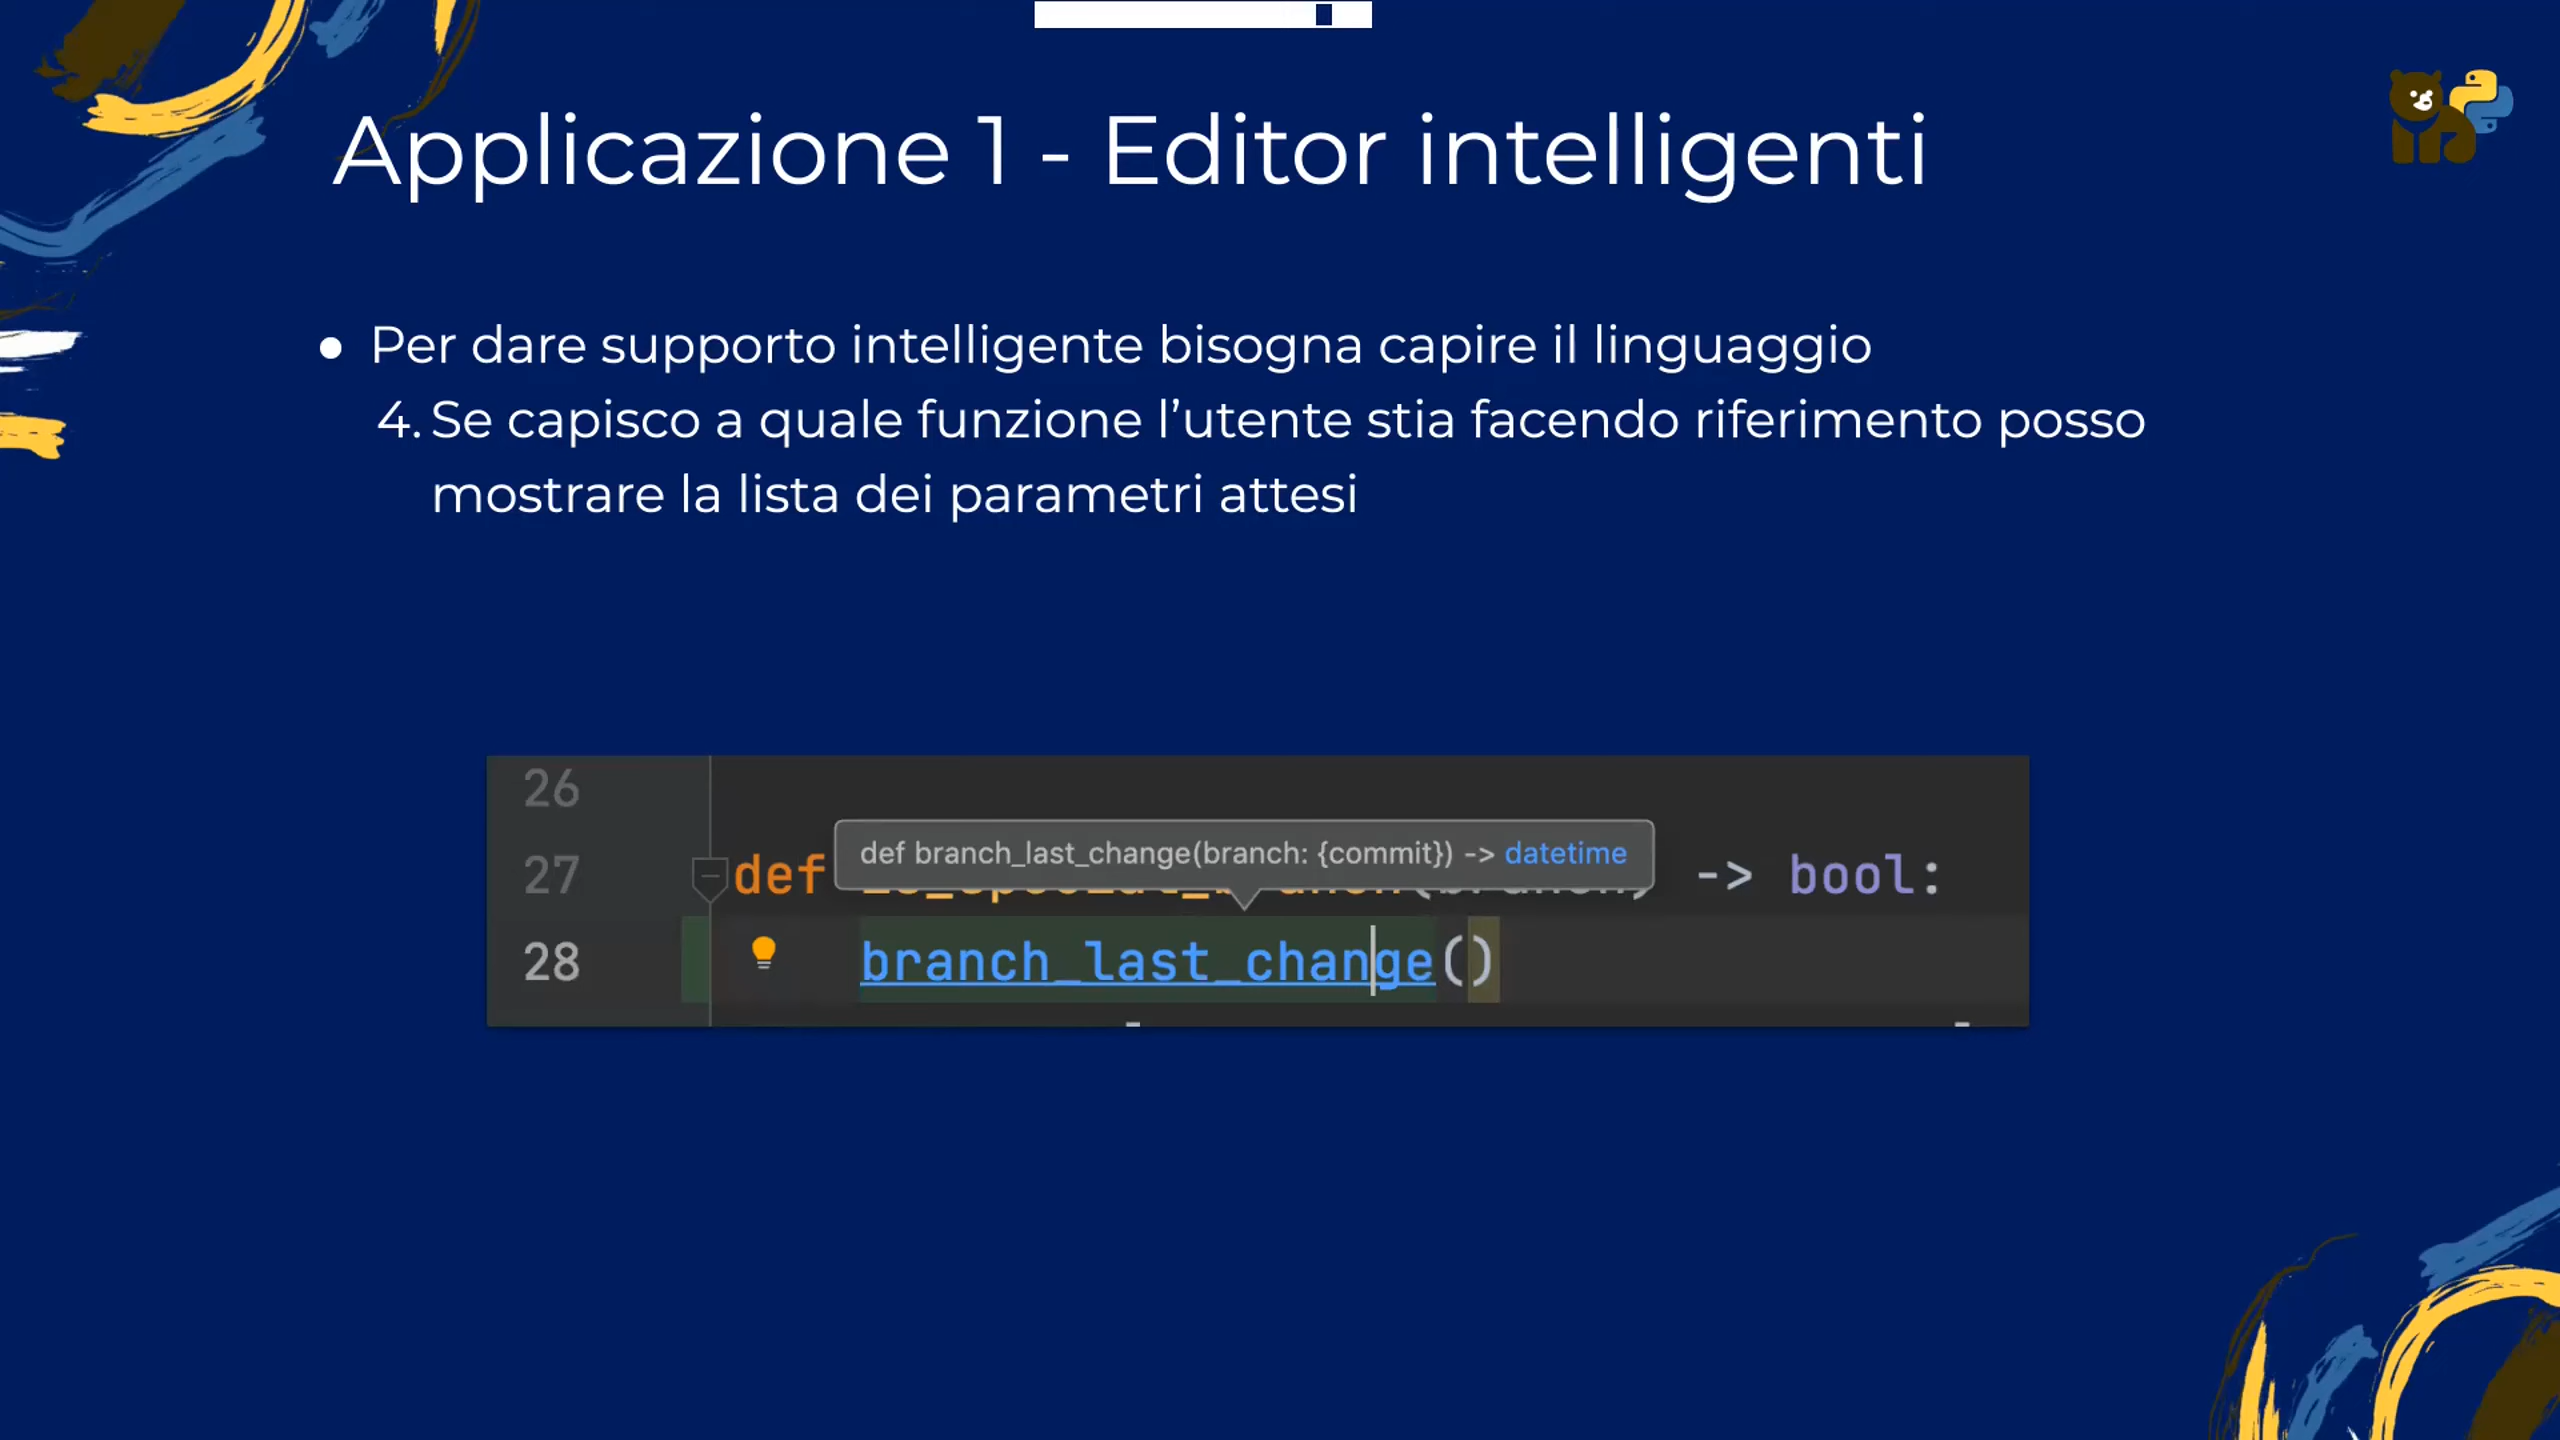 Applicazione 1 - Editor intelligenti
● Per dare supporto intelligente bisogna capire il linguaggio
4. Se capisco a quale funzione l’utente stia facendo riferimento posso
mostrare la lista dei parametri attesi
26
def branch_last_change(branch: {commit}) -> datetime
27 def -> bool:
28 branch_last_change()